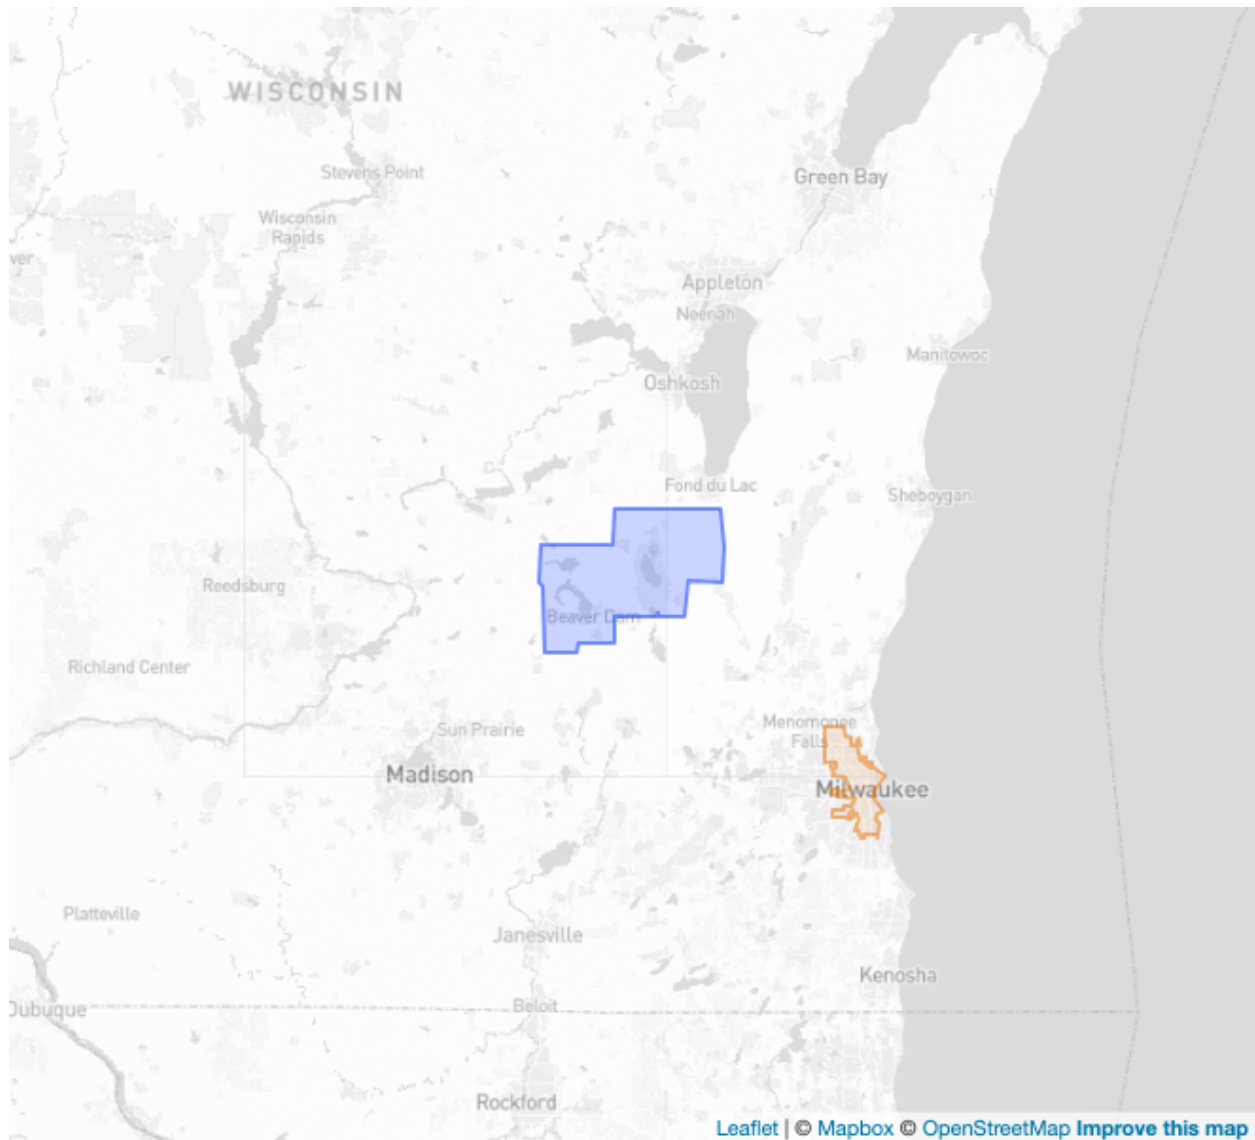 WISCONSIN
Stevens Point
Green Bay
Wisconsin
Rapids
ver
Appleton
Neenah
Manitowoc
Oshkosh
Fond du Lac
Sheboygan
Reedsburg
Beaver Dam
Richland Center
Menomonee
Falls
Sun Prairie
Madison
Milwaukee
Platteville
Janesville
Kenosha
Dubuque
Beloit
Rockford
Leaflet | © Mapbox © OpenStreetMap Improve this map